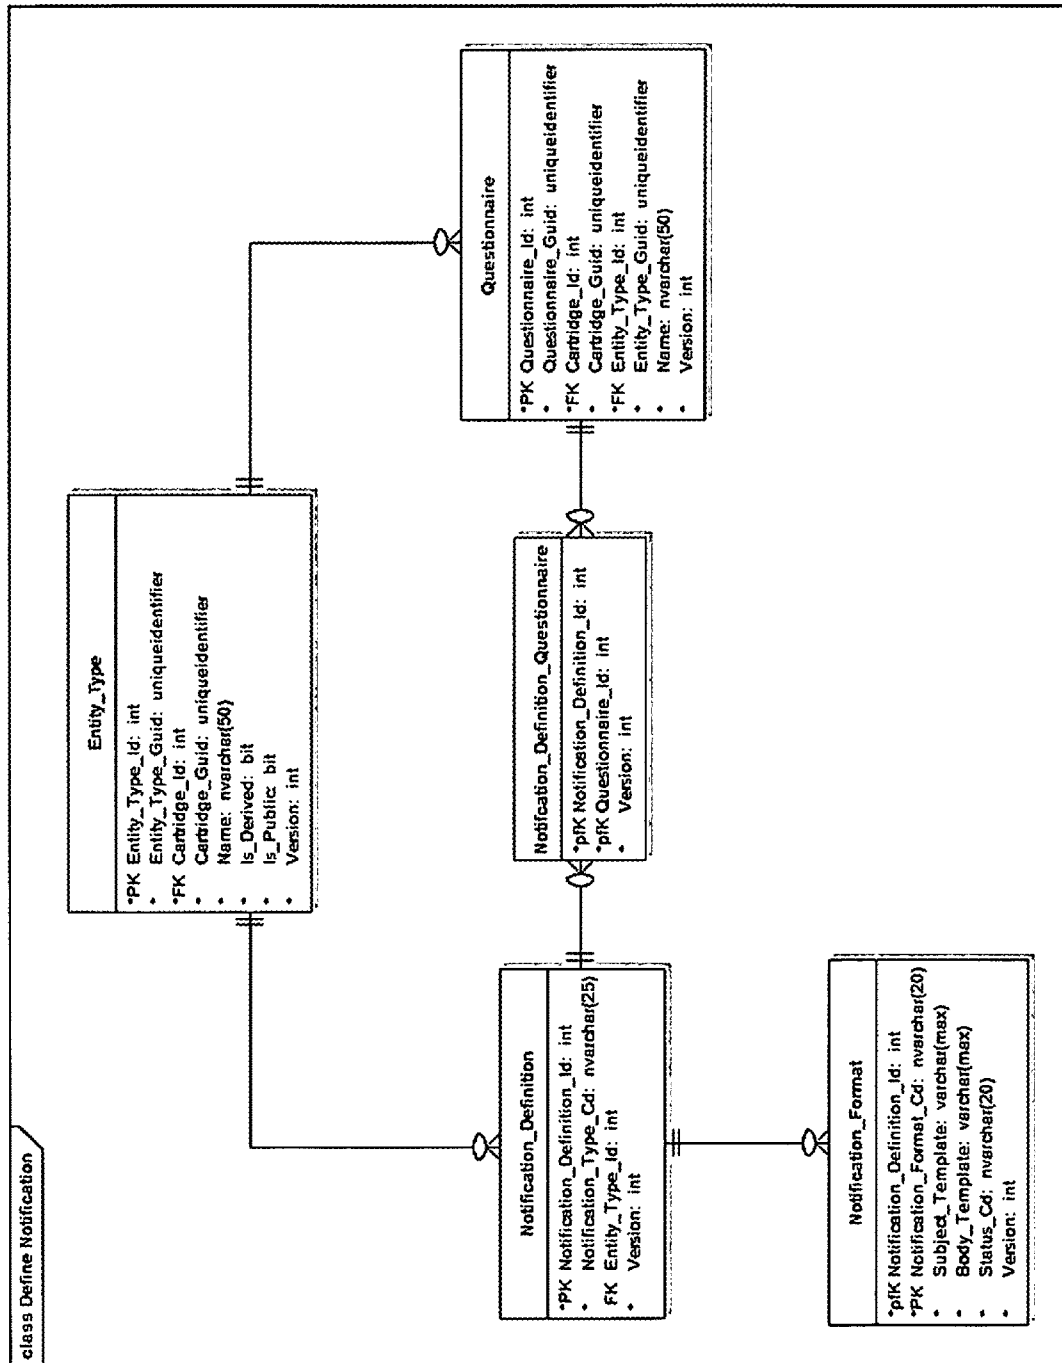 class Define Notification
Entity_Type
*PK Entity_Type_Id: int
* Entity_Type_Guid: uniqueidentifier
*FK Cartridge_Id: int
* Cartridge_Guid: uniqueidentifier
* Name: nvarchar(50)
* Is_Derived: bit
* Is_Public: bit
* Version: int
Notification_Definition
*PK Notification_Definition_Id: int
* Notification_Type_Cd: nvarchar(25)
FK Entity_Type_Id: int
* Version: int
Notifcation_Definition_Questionnaire
*pfK Notification_Definition_Id: int
*pfK Questionnaire_Id: int
* Version: int
Questionnaire
*PK Questionnaire_Id: int
* Questionnaire_Guid: uniqueidentifier
*FK Cartridge_Id: int
* Cartridge_Guid: uniqueidentifier
*FK Entity_Type_Id: int
* Entity_Type_Guid: uniqueidentifier
* Name: nvarchar(50)
* Version: int
Notification_Format
*pfK Notification_Definition_Id: int
*PK Notification_Format_Cd: nvarchar(20)
* Subject_Template: varchar(max)
* Body_Template: varchar(max)
* Status_Cd: nvarchar(20)
* Version: int